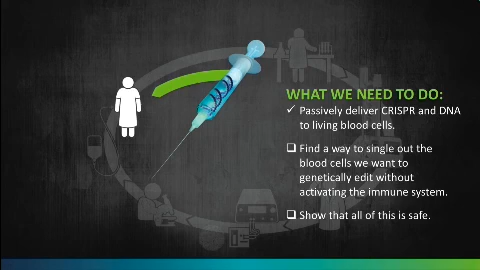 WHAT WE NEED TO DO:
✓ Passively deliver CRISPR and DNA
to living blood cells.
❑ Find a way to single out the
blood cells we want to
genetically edit without
activating the immune system.
❑ Show that all of this is safe.